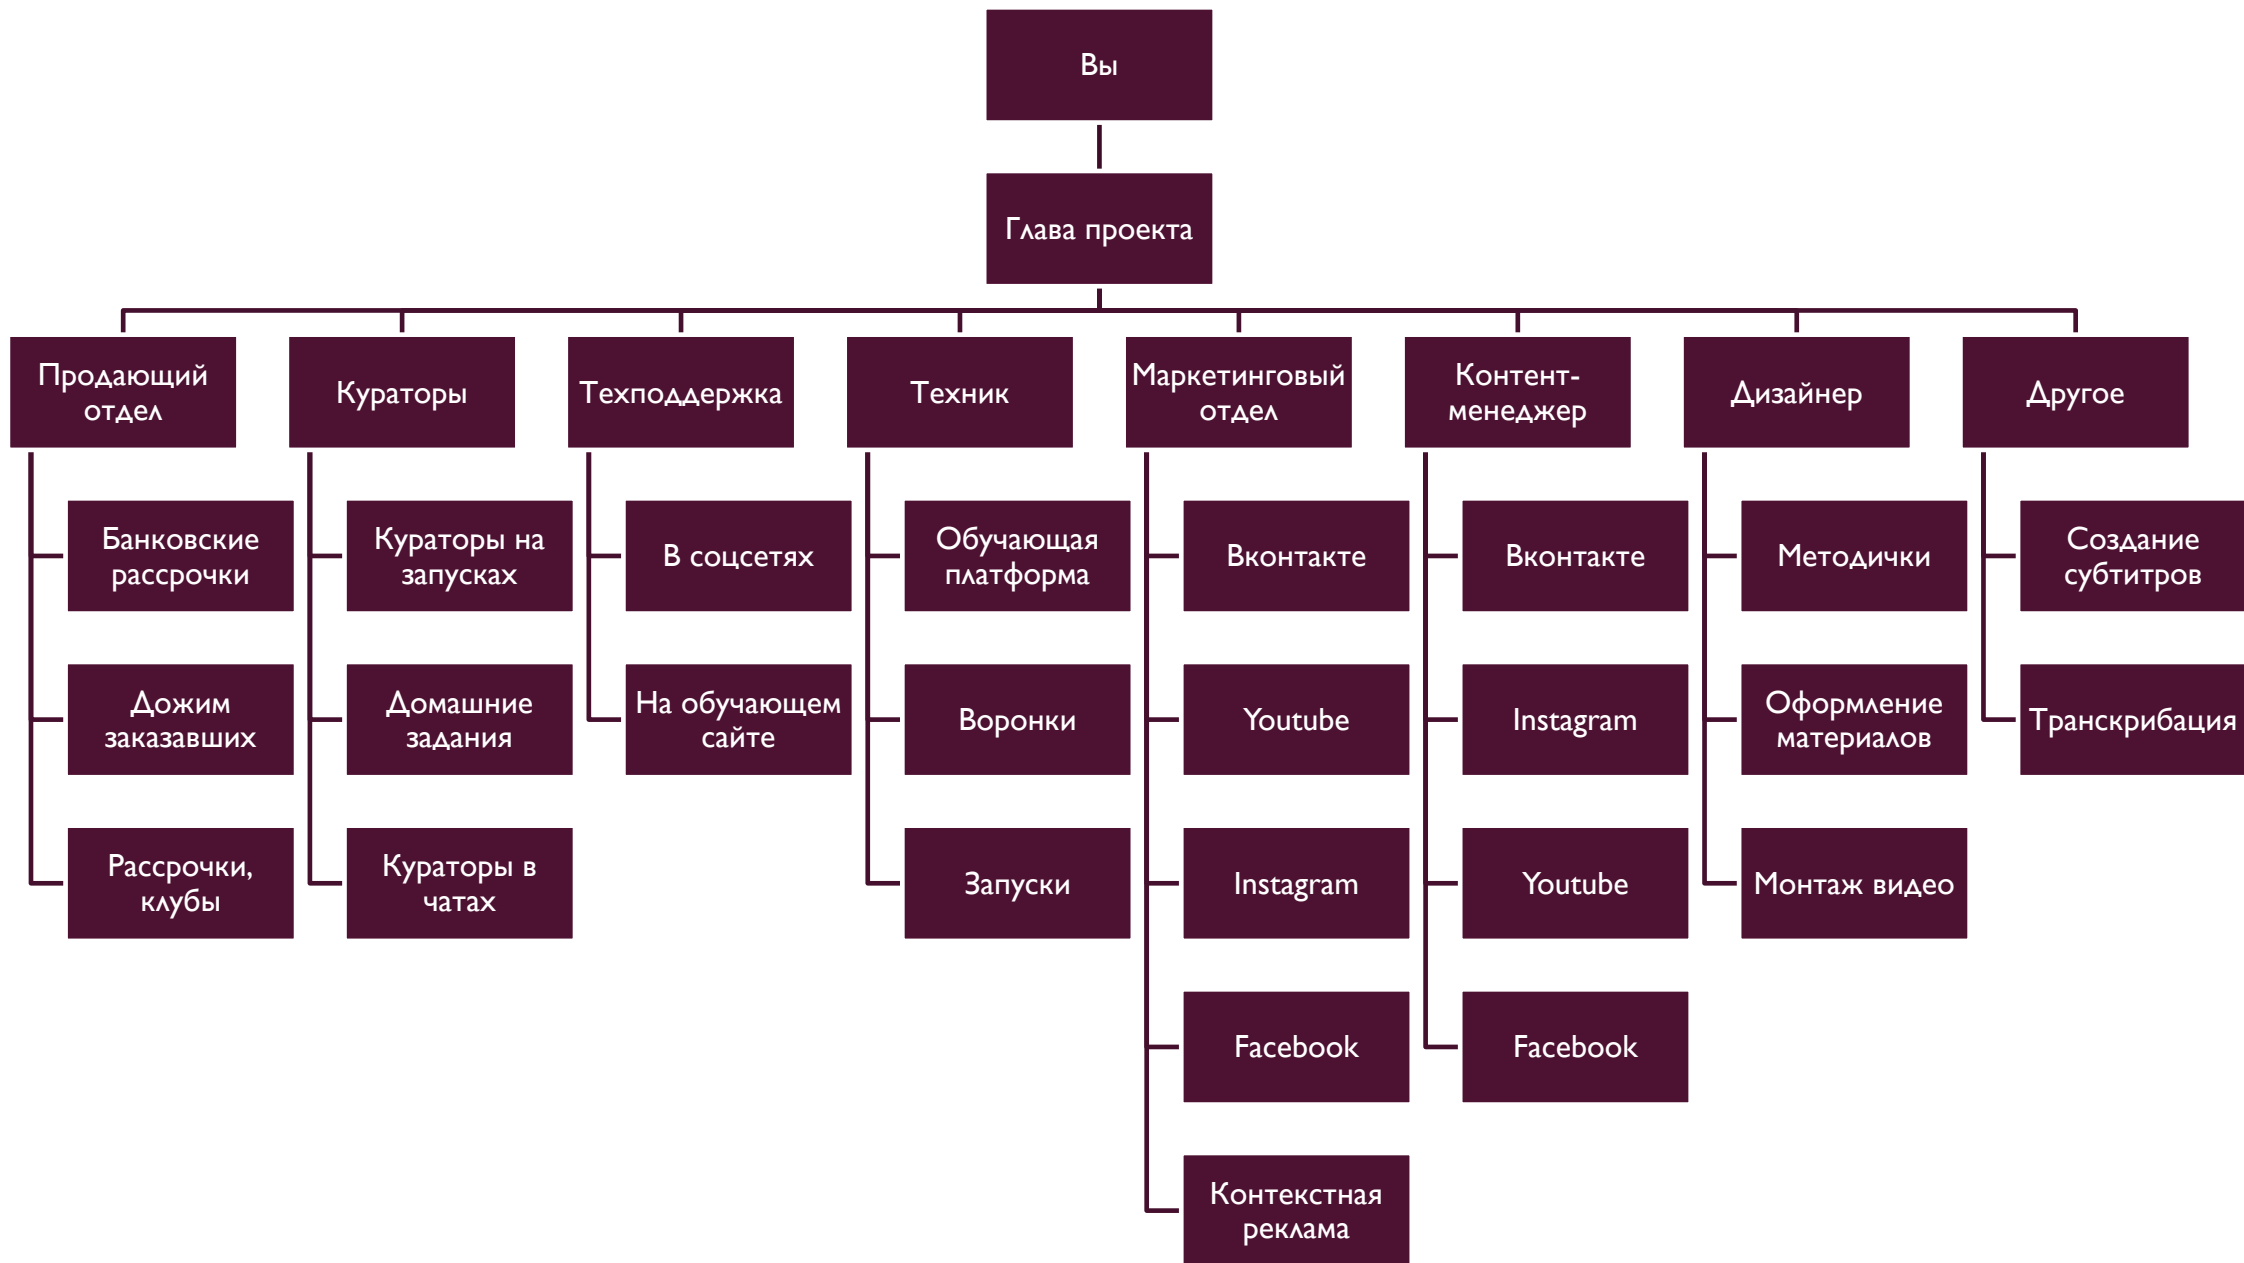 Вы
Глава проекта
Продающий
отдел
Кураторы
Техподдержка
Техник
Маркетинговый
отдел
Контент-
менеджер
Дизайнер
Другое
Банковские
рассрочки
Кураторы на
запусках
В соцсетях
Обучающая
платформа
Вконтакте
Вконтакте
Методички
Создание
субтитров
Дожим
заказавших
Домашние
задания
На обучающем
сайте
Воронки
Youtube
Instagram
Оформление
материалов
Транскрибация
Рассрочки,
клубы
Кураторы в
чатах
Запуски
Instagram
Youtube
Монтаж видео
Facebook
Facebook
Контекстная
реклама